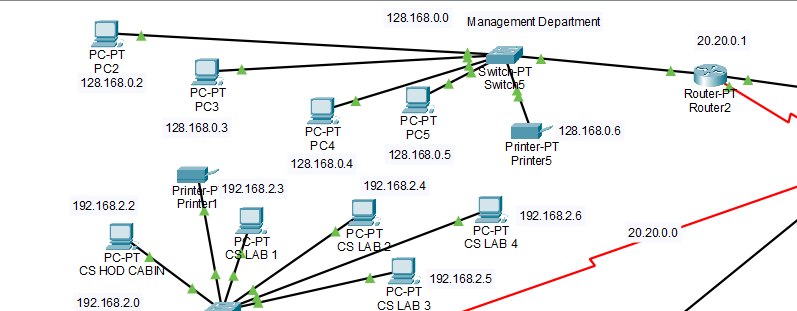 128.168.0.0
Management Department
20.20.0.1
PC-PT
PC2
128.168.0.2
Switch-PT
Switch5
PC-PT
PC3
Router-PT
Router2
128.168.0.3
PC-PT
PC4
PC-PT
PC5
128.168.0.6
Printer-PT
Printer5
128.168.0.4
128.168.0.5
Printer-P
Printer1
192.168.2.3
192.168.2.4
192.168.2.2
192.168.2.6
PC-PT
CS HOD CABIN
PC-PT
CS LAB 1
PC-PT
CS LAB 2
PC-PT
CS LAB 4
20.20.0.0
192.168.2.5
PC-PT
CS LAB 3
192.168.2.0